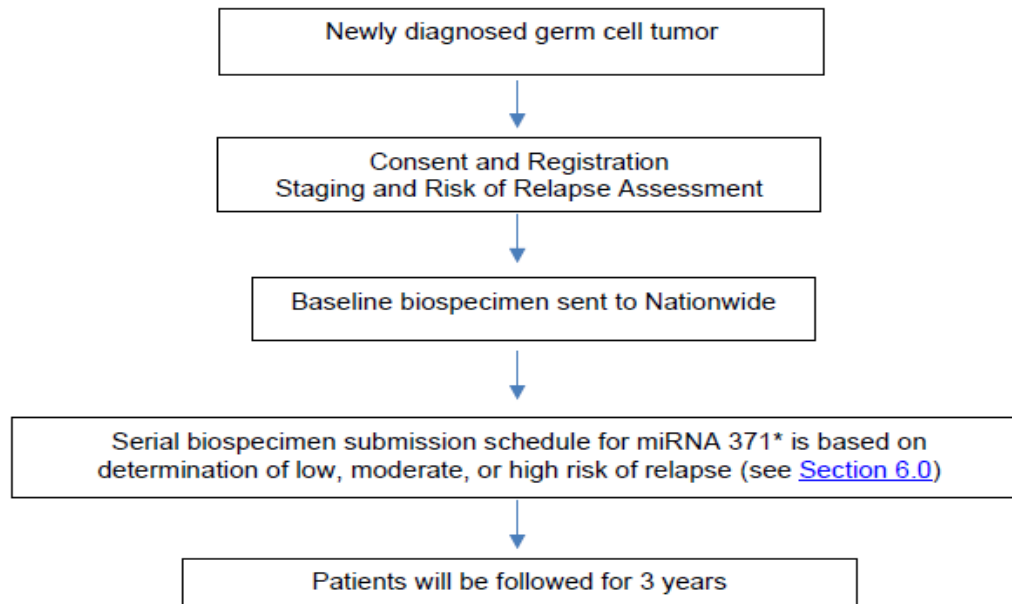 Newly diagnosed germ cell tumor
Consent and Registration
Staging and Risk of Relapse Assessment
Baseline biospecimen sent to Nationwide
Serial biospecimen submission schedule for miRNA 371* is based on
determination of low, moderate, or high risk of relapse (see Section 6.0)
Patients will be followed for 3 years